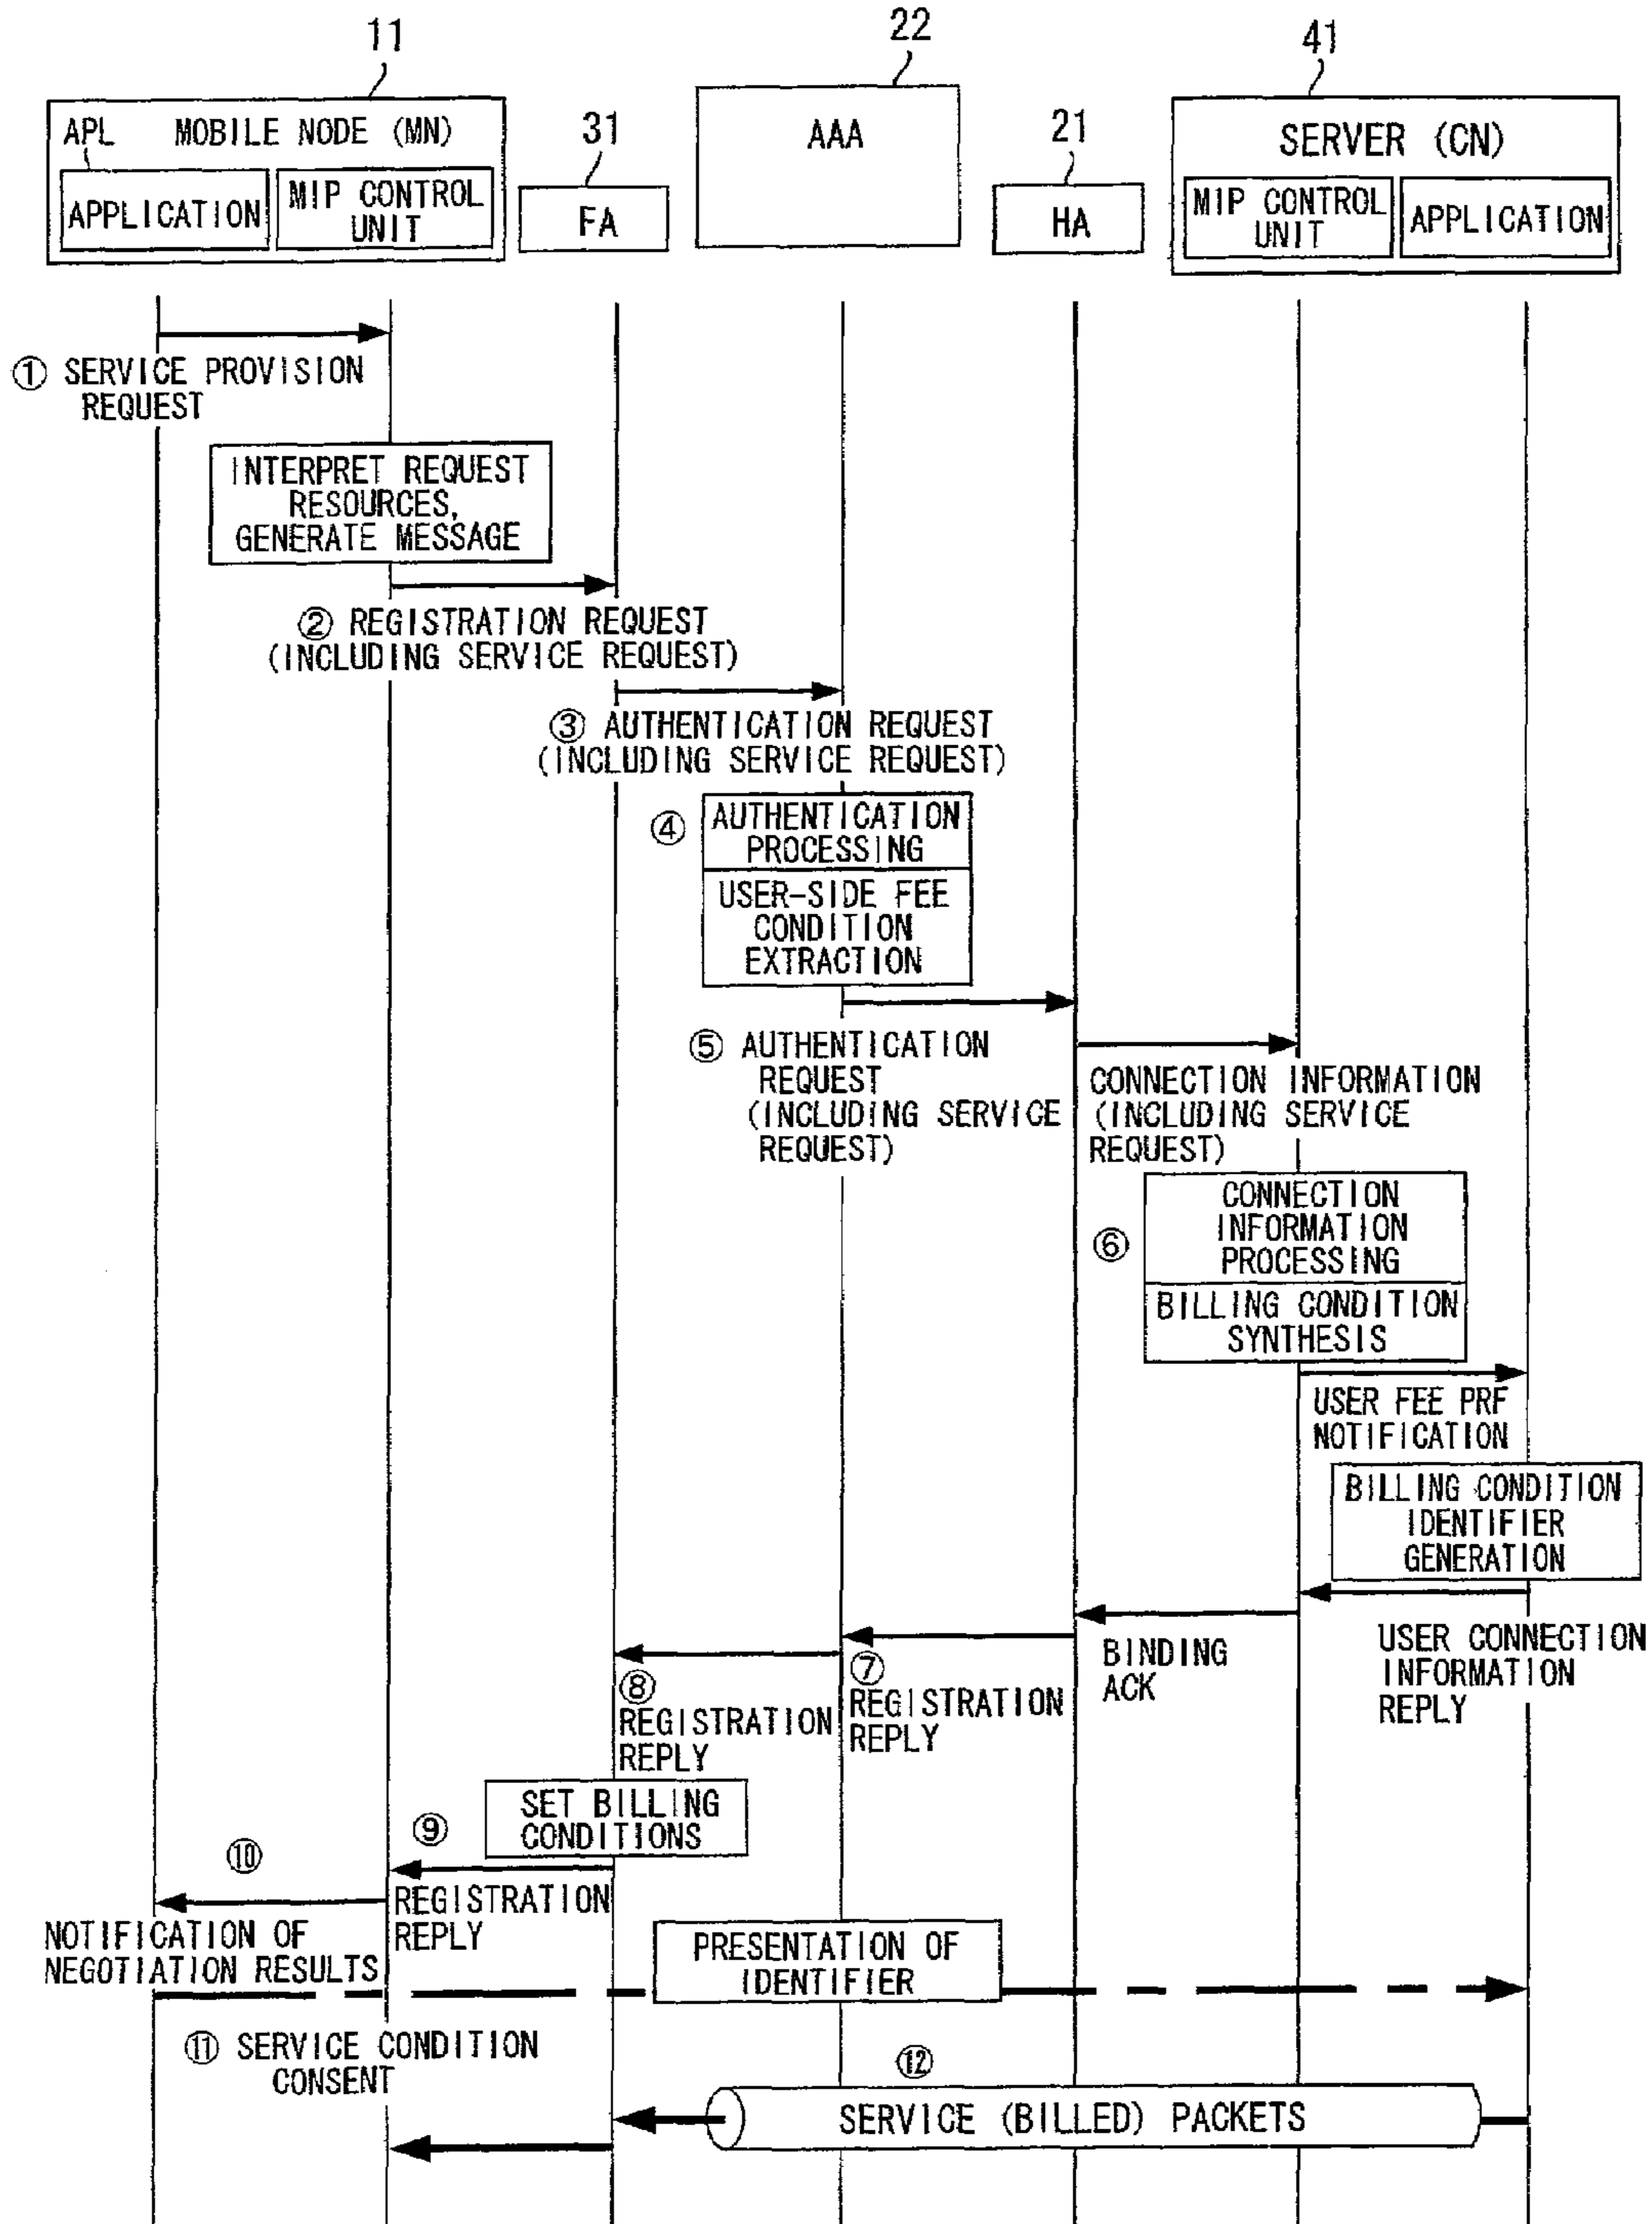 11
22
41
APL MOBILE NODE (MN)
31
AAA
21
SERVER (CN)
APPLICATION
MIP CONTROL
UNIT
FA
HA
MIP CONTROL
UNIT
APPLICATION
① SERVICE PROVISION
REQUEST
INTERPRET REQUEST
RESOURCES,
GENERATE MESSAGE
② REGISTRATION REQUEST
(INCLUDING SERVICE REQUEST)
③ AUTHENTICATION REQUEST
(INCLUDING SERVICE REQUEST)
④
AUTHENTICATION
PROCESSING
USER-SIDE FEE
CONDITION
EXTRACTION
⑤ AUTHENTICATION
REQUEST
(INCLUDING SERVICE
REQUEST)
CONNECTION INFORMATION
(INCLUDING SERVICE
REQUEST)
⑥
CONNECTION
INFORMATION
PROCESSING
BILLING CONDITION
SYNTHESIS
USER FEE PRF
NOTIFICATION
BILLING CONDITION
IDENTIFIER
GENERATION
USER CONNECTION
INFORMATION
REPLY
BINDING
ACK
⑦
REGISTRATION
REPLY
⑧
REGISTRATION
REPLY
SET BILLING
CONDITIONS
⑨
REGISTRATION
REPLY
⑩
NOTIFICATION OF
NEGOTIATION RESULTS
PRESENTATION OF
IDENTIFIER
⑪ SERVICE CONDITION
CONSENT
⑫
SERVICE (BILLED) PACKETS